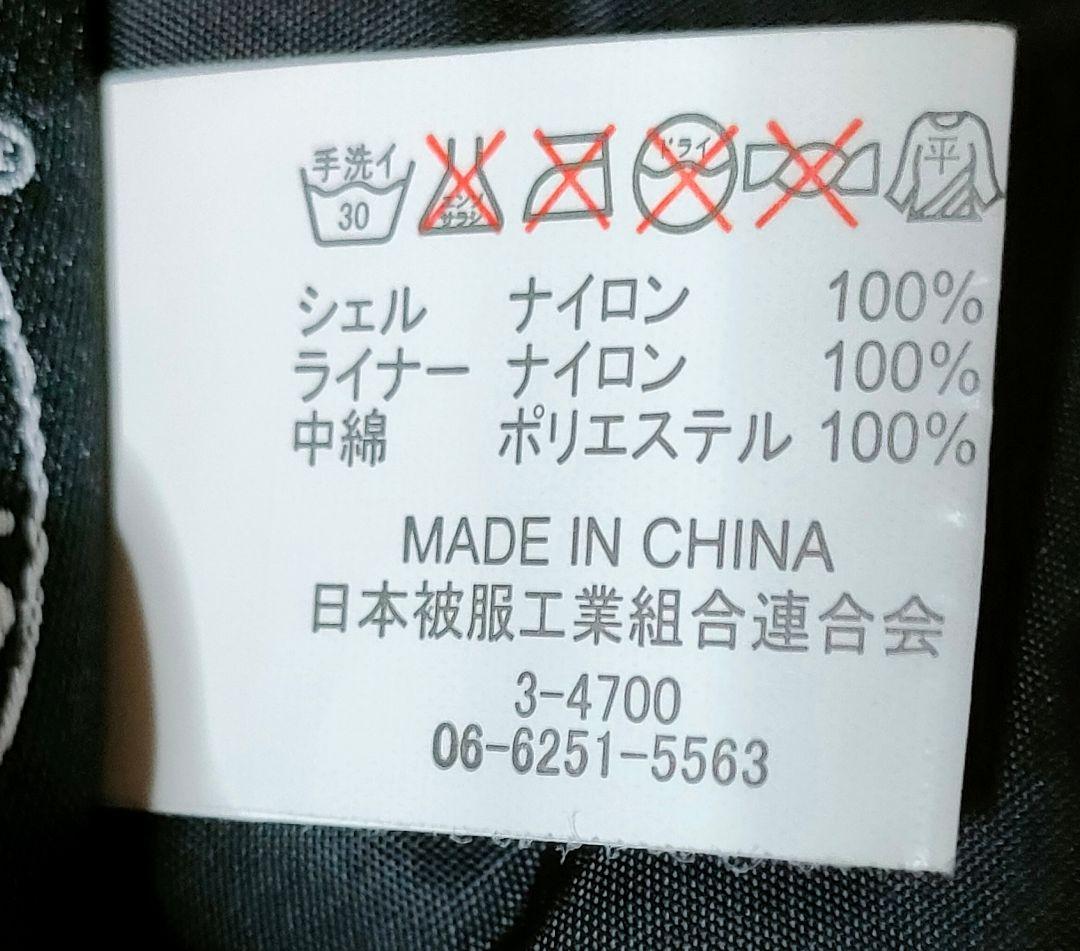 手洗イ 30 エンソサラシ ドライ 平
シェル ナイロン 100%
ライナー ナイロン 100%
中綿 ポリエステル 100%
MADE IN CHINA
日本被服工業組合連合会
3-4700
06-6251-5563